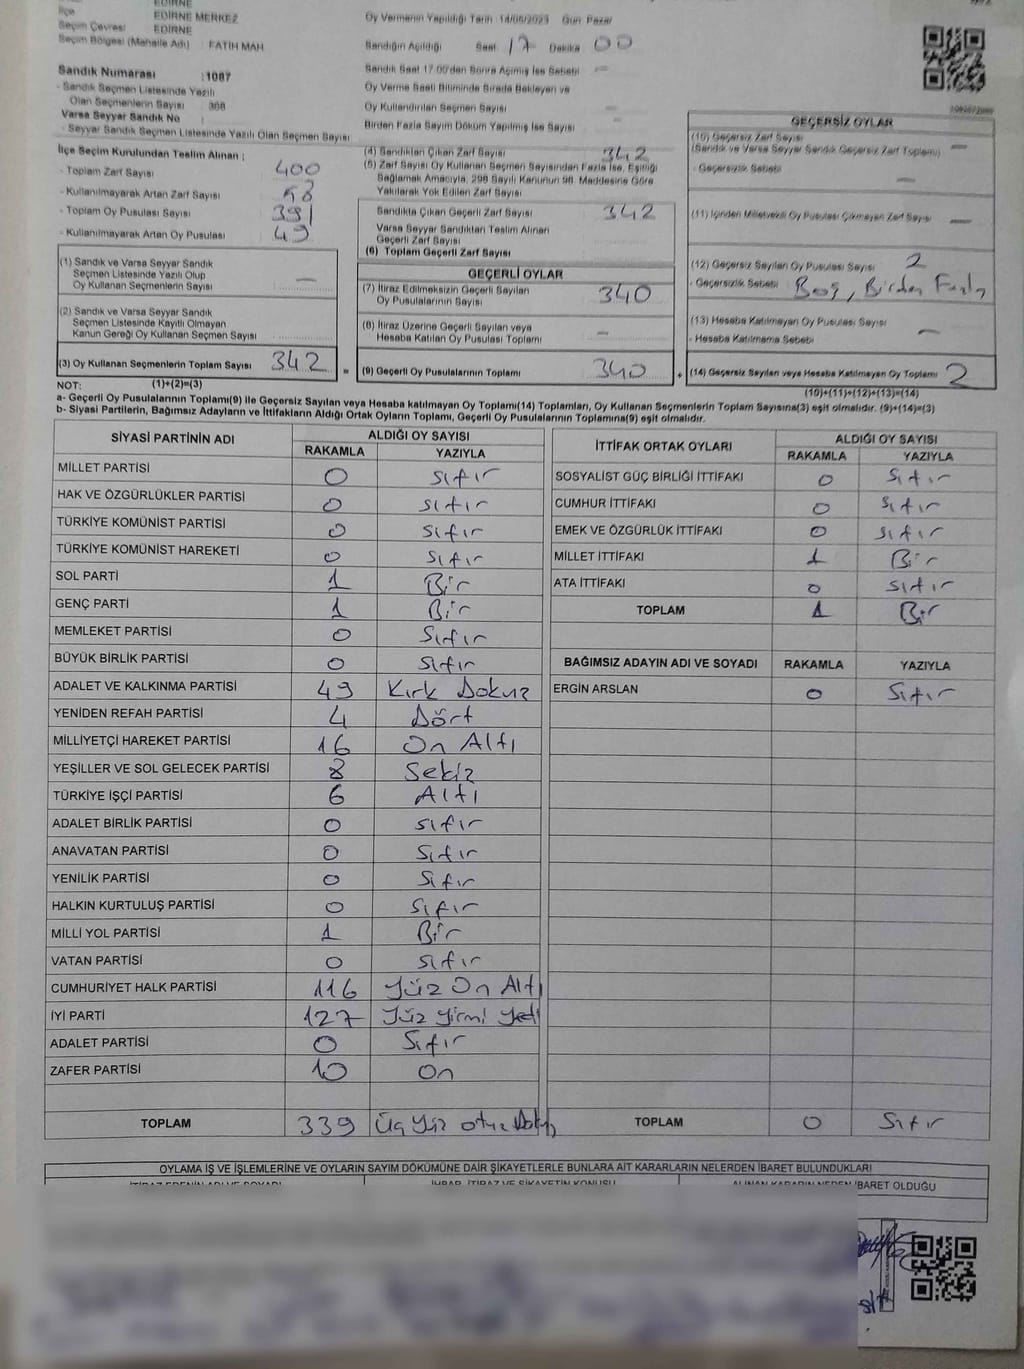 EDİRNE
İlçe EDİRNE MERKEZ
Seçim Çevresi EDİRNE
Seçim Bölgesi (Mahalle Adı) : FATİH MAH
Oy Vermenin Yapıldığı Tarih 14/05/2023 Gün Pazar
Sandığın Açıldığı Saat 17 Dakika 00
Sandık Saat 17:00'den Sonra Açılmış İse Sebebi —
Oy Verme Saati Bitiminde Sırada Bekleyen ve
Oy Kullandırılan Seçmen Sayısı —
Birden Fazla Sayım Döküm Yapılmış İse Sayısı —
Sandık Numarası :1087
- Sandık Seçmen Listesinde Yazılı
Olan Seçmenlerin Sayısı 368
Varsa Seyyar Sandık No
- Seyyar Sandık Seçmen Listesinde Yazılı Olan Seçmen Sayısı
İlçe Seçim Kurulundan Teslim Alınan ;
- Toplam Zarf Sayısı 400
- Kullanılmayarak Artan Zarf Sayısı 58
- Toplam Oy Pusulası Sayısı 391
- Kullanılmayarak Artan Oy Pusulası 49
(1) Sandık ve Varsa Seyyar Sandık
Seçmen Listesinde Yazılı Olup
Oy Kullanan Seçmenlerin Sayısı —
(2) Sandık ve Varsa Seyyar Sandık
Seçmen Listesinde Kayıtlı Olmayan
Kanun Gereği Oy Kullanan Seçmen Sayısı
(3) Oy Kullanan Seçmenlerin Toplam Sayısı 342 =
(4) Sandıktan Çıkan Zarf Sayısı 342
(5) Zarf Sayısı Oy Kullanan Seçmen Sayısından Fazla İse, Eşitliği
Sağlamak Amacıyla, 298 Sayılı Kanunun 98. Maddesine Göre
Yakılarak Yok Edilen Zarf Sayısı
Sandıkta Çıkan Geçerli Zarf Sayısı 342
Varsa Seyyar Sandıktan Teslim Alınan
Geçerli Zarf Sayısı
(6) Toplam Geçerli Zarf Sayısı
GEÇERLİ OYLAR
(7) İtiraz Edilmeksizin Geçerli Sayılan
Oy Pusulalarının Sayısı 340
(8) İtiraz Üzerine Geçerli Sayılan veya
Hesaba Katılan Oy Pusulası Toplamı —
(9) Geçerli Oy Pusulalarının Toplamı 340 +
GEÇERSİZ OYLAR
(10) Geçersiz Zarf Sayısı
(Sandık ve Varsa Seyyar Sandık Geçersiz Zarf Toplamı) —
- Geçersizlik Sebebi —
(11) İçinden Milletvekili Oy Pusulası Çıkmayan Zarf Sayısı —
(12) Geçersiz Sayılan Oy Pusulası Sayısı 2
- Geçersizlik Sebebi Boş, Birden Fazla
(13) Hesaba Katılmayan Oy Pusulası Sayısı —
- Hesaba Katılmama Sebebi
(14) Geçersiz Sayılan veya Hesaba Katılmayan Oy Toplamı 2
NOT: (1)+(2)=(3) (10)+(11)+(12)+(13)=(14)
a- Geçerli Oy Pusulalarının Toplamı(9) ile Geçersiz Sayılan veya Hesaba katılmayan Oy Toplamı(14) Toplamları, Oy Kullanan Seçmenlerin Toplam Sayısına(3) eşit olmalıdır. (9)+(14)=(3)
b- Siyasi Partilerin, Bağımsız Adayların ve İttifakların Aldığı Ortak Oyların Toplamı, Geçerli Oy Pusulalarının Toplamına(9) eşit olmalıdır.
SİYASİ PARTİNİN ADI ALDIĞI OY SAYISI
RAKAMLA YAZIYLA
MİLLET PARTİSİ 0 Sıfır
HAK VE ÖZGÜRLÜKLER PARTİSİ 0 Sıfır
TÜRKİYE KOMÜNİST PARTİSİ 0 Sıfır
TÜRKİYE KOMÜNİST HAREKETİ 0 Sıfır
SOL PARTİ 1 Bir
GENÇ PARTİ 1 Bir
MEMLEKET PARTİSİ 0 Sıfır
BÜYÜK BİRLİK PARTİSİ 0 Sıfır
ADALET VE KALKINMA PARTİSİ 49 Kırk Dokuz
YENİDEN REFAH PARTİSİ 4 Dört
MİLLİYETÇİ HAREKET PARTİSİ 16 On Altı
YEŞİLLER VE SOL GELECEK PARTİSİ 8 Sekiz
TÜRKİYE İŞÇİ PARTİSİ 6 Altı
ADALET BİRLİK PARTİSİ 0 Sıfır
ANAVATAN PARTİSİ 0 Sıfır
YENİLİK PARTİSİ 0 Sıfır
HALKIN KURTULUŞ PARTİSİ 0 Sıfır
MİLLİ YOL PARTİSİ 1 Bir
VATAN PARTİSİ 0 Sıfır
CUMHURİYET HALK PARTİSİ 116 Yüz On Altı
İYİ PARTİ 127 Yüz Yirmi Yedi
ADALET PARTİSİ 0 Sıfır
ZAFER PARTİSİ 10 On
TOPLAM 339 Üç Yüz Otuz Dokuz
İTTİFAK ORTAK OYLARI ALDIĞI OY SAYISI
RAKAMLA YAZIYLA
SOSYALİST GÜÇ BİRLİĞİ İTTİFAKI 0 Sıfır
CUMHUR İTTİFAKI 0 Sıfır
EMEK VE ÖZGÜRLÜK İTTİFAKI 0 Sıfır
MİLLET İTTİFAKI 1 Bir
ATA İTTİFAKI 0 Sıfır
TOPLAM 1 Bir
BAĞIMSIZ ADAYIN ADI VE SOYADI RAKAMLA YAZIYLA
ERGİN ARSLAN 0 Sıfır
TOPLAM 0 Sıfır
OYLAMA İŞ VE İŞLEMLERİNE VE OYLARIN SAYIM DÖKÜMÜNE DAİR ŞİKAYETLERLE BUNLARA AİT KARARLARIN NELERDEN İBARET BULUNDUKLARI
İTİRAZ EDENİN ADI VE SOYADI İHBAR, İTİRAZ VE ŞİKAYETİN KONUSU ALINAN KARARIN NEDEN İBARET OLDUĞU